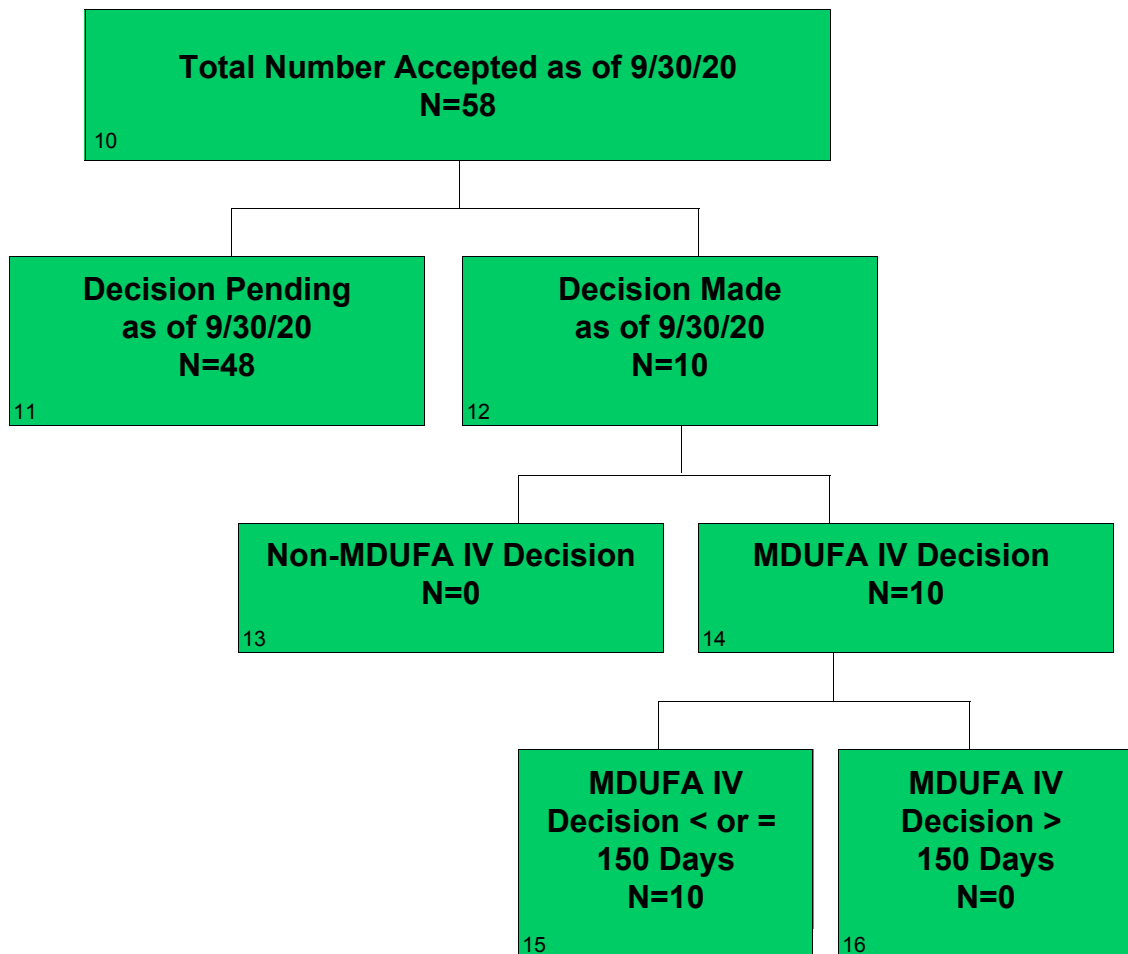 Total Number Accepted as of 9/30/20
N=58
10
Decision Pending
as of 9/30/20
N=48
11
Decision Made
as of 9/30/20
N=10
12
Non-MDUFA IV Decision
N=0
13
MDUFA IV Decision
N=10
14
MDUFA IV
Decision < or =
150 Days
N=10
15
MDUFA IV
Decision >
150 Days
N=0
16